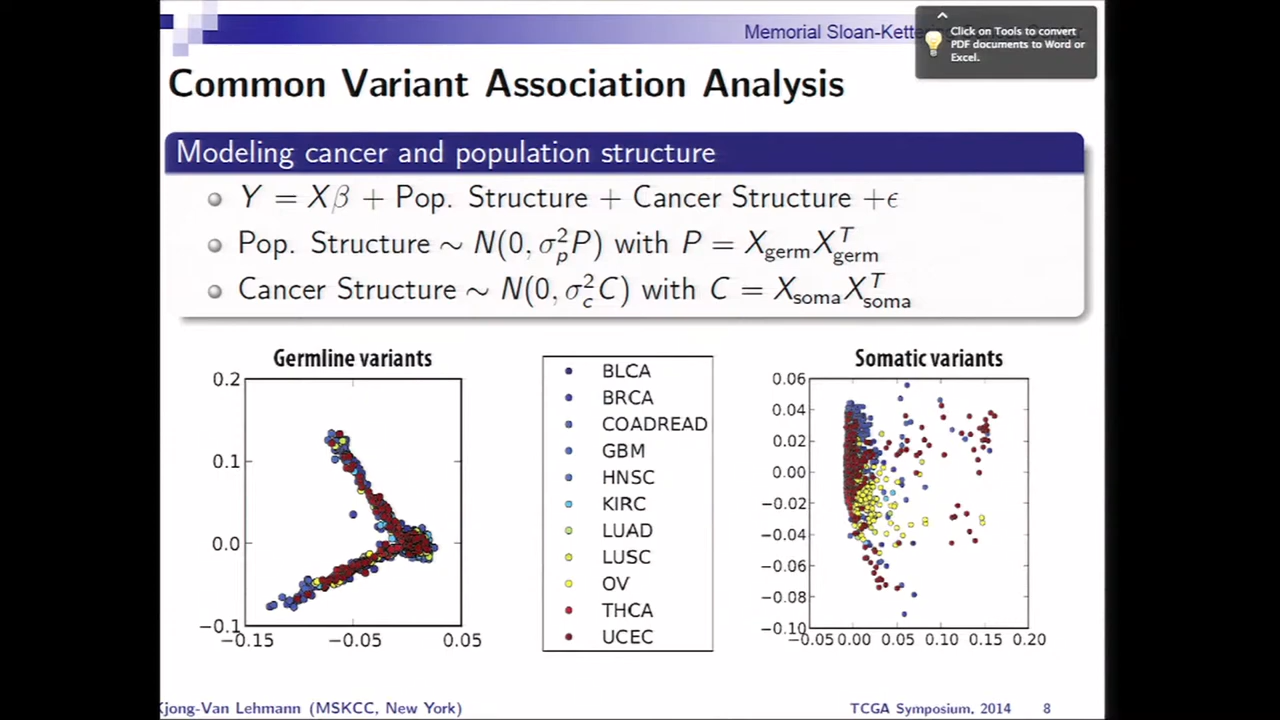 Memorial Sloan-Kette
Click on Tools to convert
PDF documents to Word or
Excel.
Common Variant Association Analysis
Modeling cancer and population structure
Y = Xβ + Pop. Structure + Cancer Structure +ϵ
Pop. Structure ∼ N(0, σ²ₚP) with P = X_germ X^T_germ
Cancer Structure ∼ N(0, σ²_cC) with C = X_soma X^T_soma
Germline variants
0.2
0.1
0.0
−0.1
−0.15 −0.05 0.05
BLCA
BRCA
COADREAD
GBM
HNSC
KIRC
LUAD
LUSC
OV
THCA
UCEC
Somatic variants
0.06
0.04
0.02
0.00
−0.02
−0.04
−0.06
−0.08
−0.10
−0.05 0.00 0.05 0.10 0.15 0.20
Kjong-Van Lehmann (MSKCC, New York)
TCGA Symposium, 2014 8